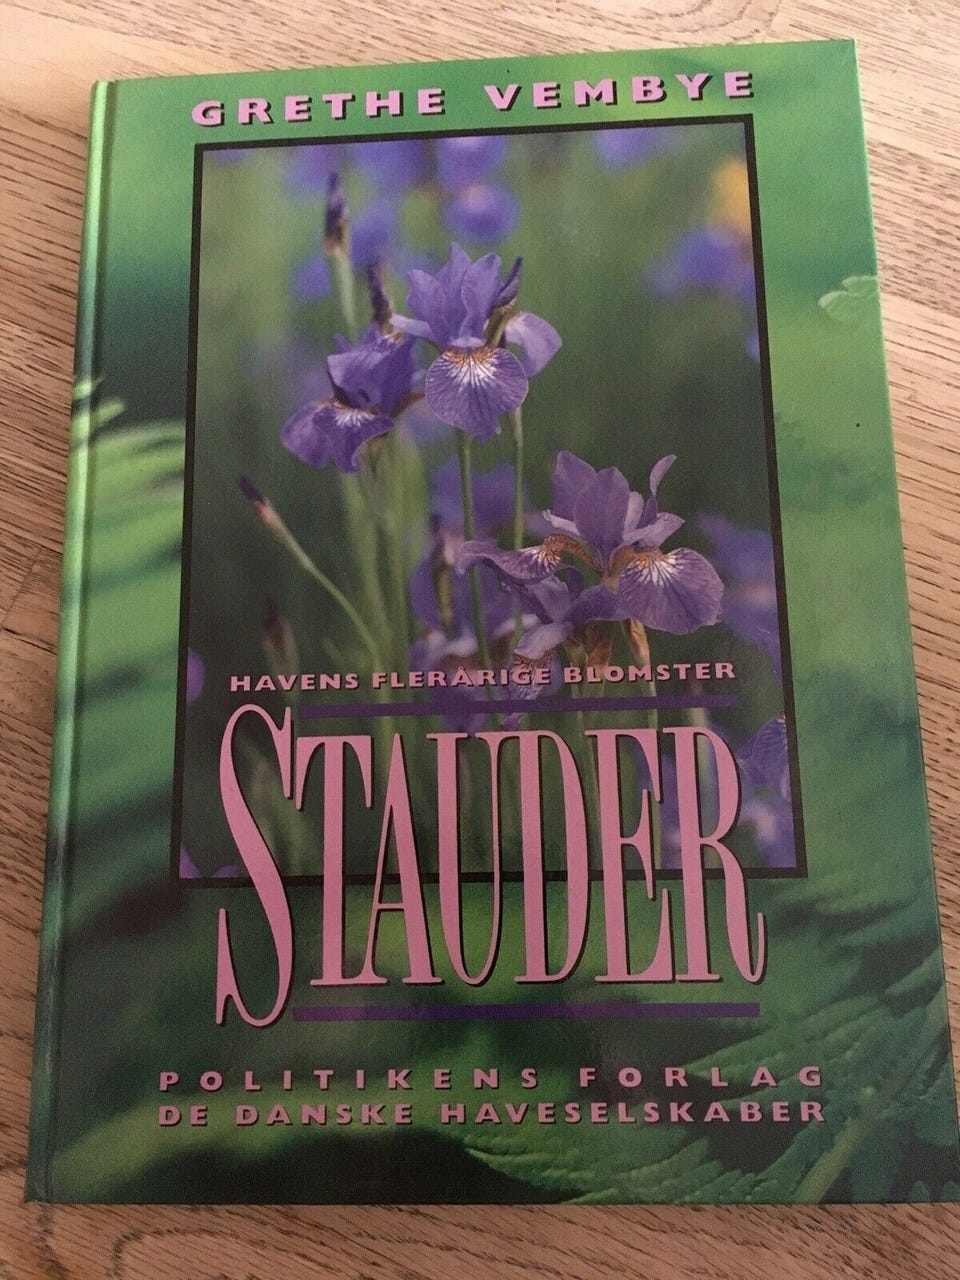 GRETHE VEMBYE
HAVENS FLERÅRIGE BLOMSTER
STAUDER
POLITIKENS FORLAG
DE DANSKE HAVESELSKABER